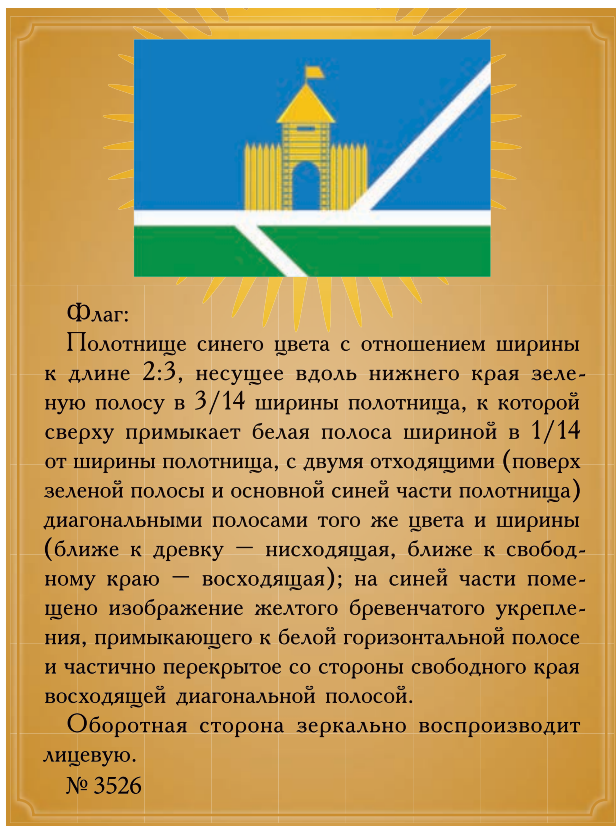 Флаг:
Полотнище синего цвета с отношением ширины
к длине 2:3, несущее вдоль нижнего края зеле-
ную полосу в 3/14 ширины полотнища, к которой
сверху примыкает белая полоса шириной в 1/14
от ширины полотнища, с двумя отходящими (поверх
зеленой полосы и основной синей части полотнища)
диагональными полосами того же цвета и ширины
(ближе к древку — нисходящая, ближе к свобод-
ному краю — восходящая); на синей части поме-
щено изображение желтого бревенчатого укрепле-
ния, примыкающего к белой горизонтальной полосе
и частично перекрытое со стороны свободного края
восходящей диагональной полосой.
Оборотная сторона зеркально воспроизводит
лицевую.
№ 3526